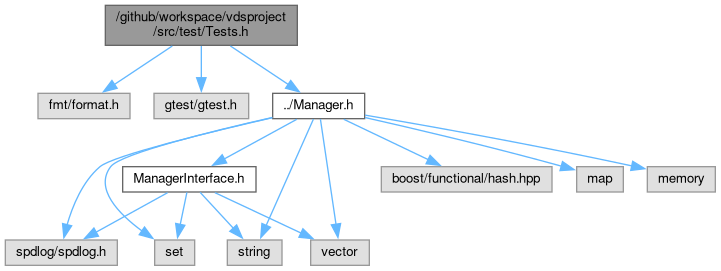 /github/workspace/vdsproject
/src/test/Tests.h
fmt/format.h
gtest/gtest.h
../Manager.h
ManagerInterface.h
boost/functional/hash.hpp
map
memory
spdlog/spdlog.h
set
string
vector